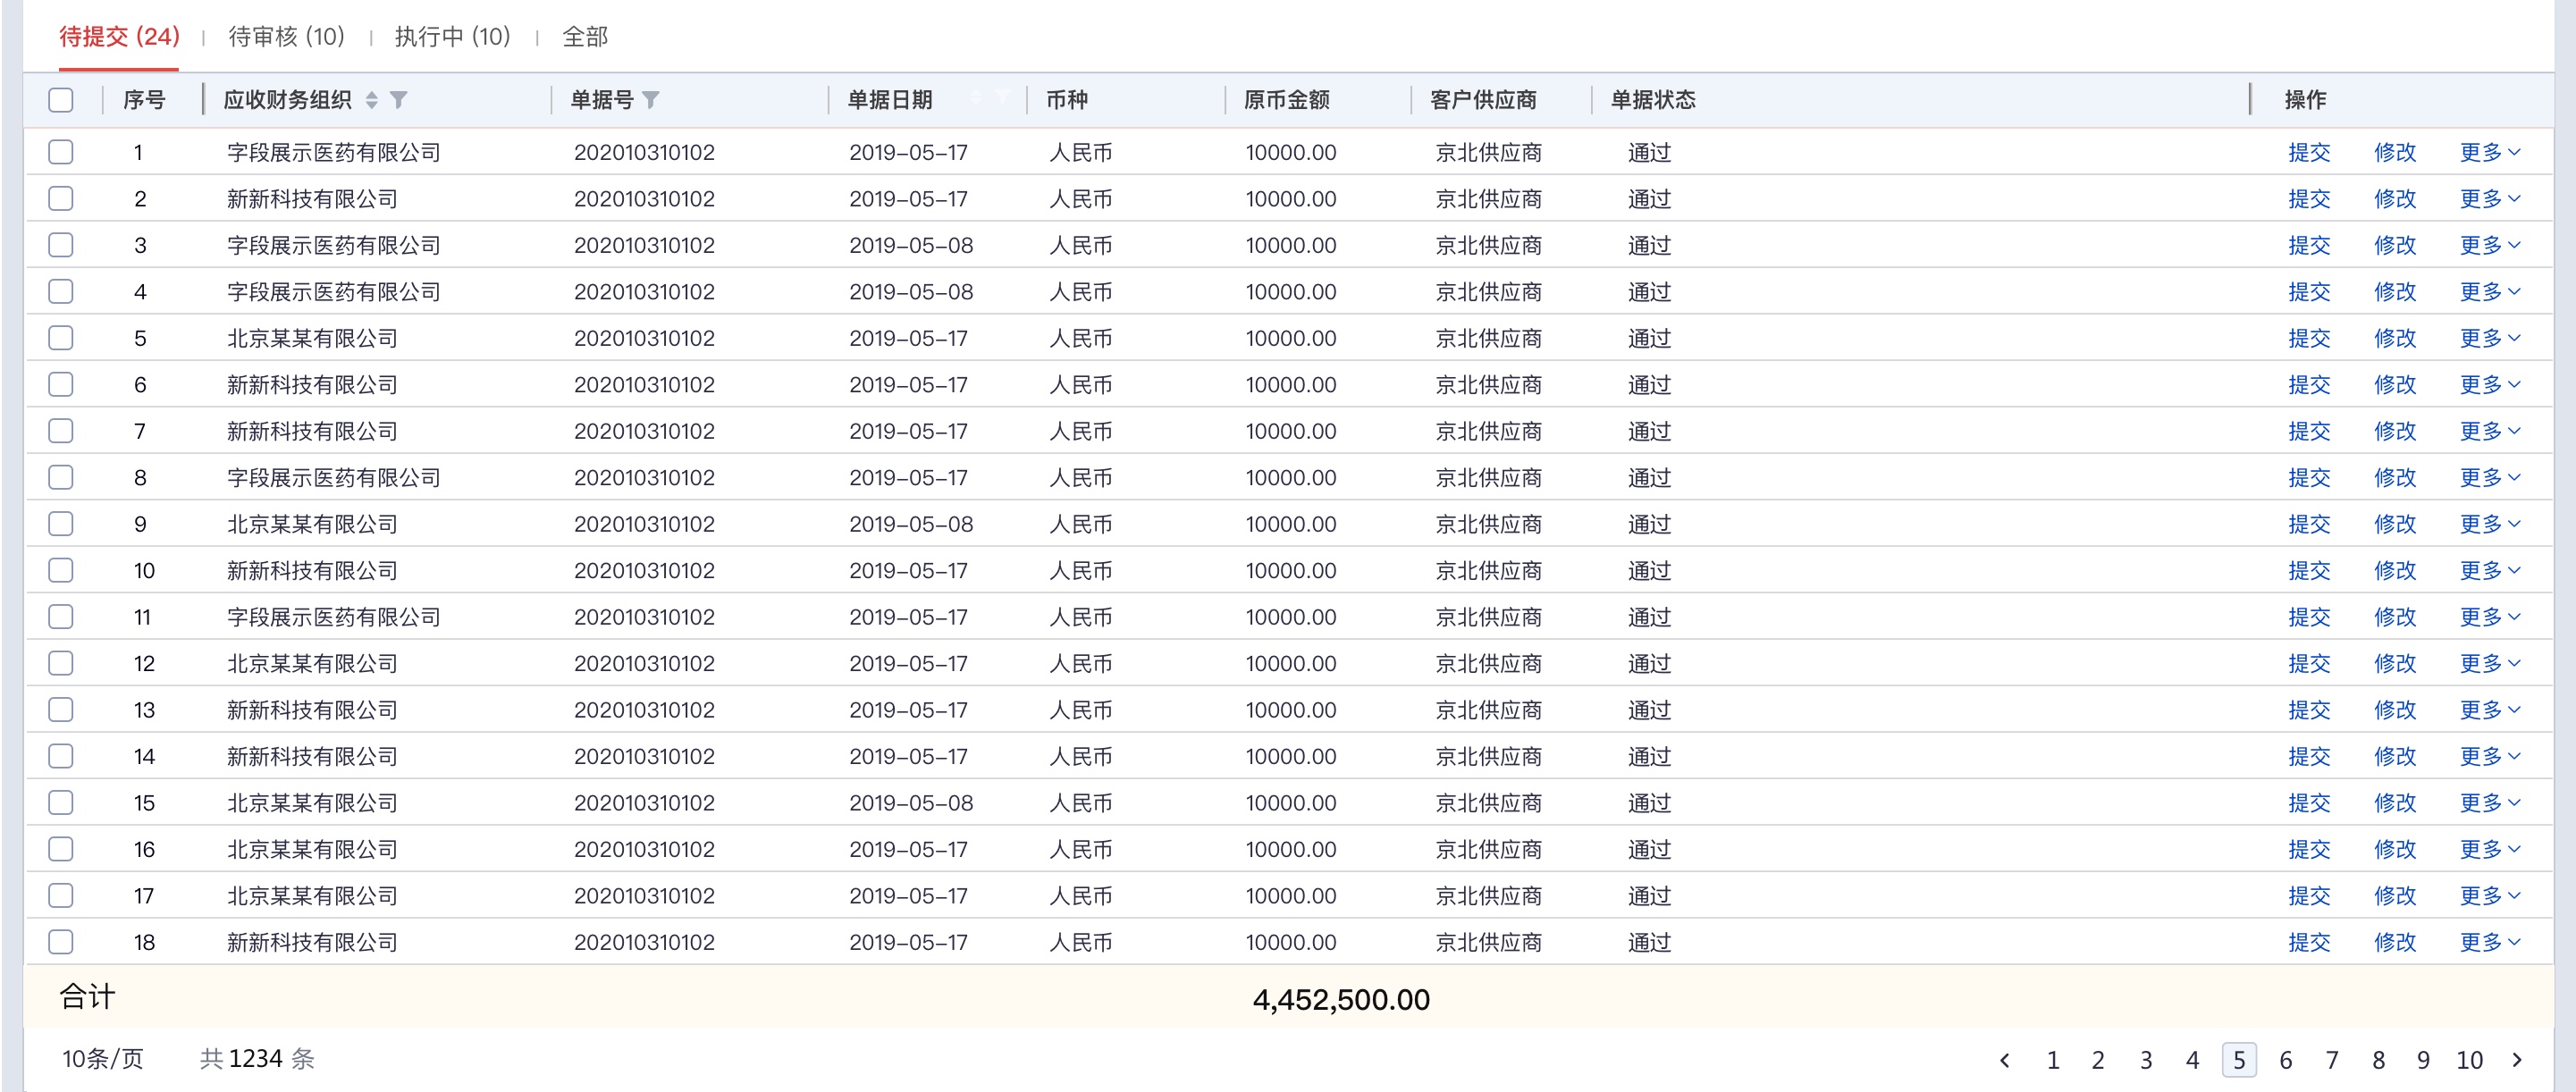 待提交 (24) 待审核 (10) 执行中 (10) 全部
序号 应收财务组织 单据号 单据日期 币种 原币金额 客户供应商 单据状态 操作
1 字段展示医药有限公司 202010310102 2019-05-17 人民币 10000.00 京北供应商 通过 提交 修改 更多
2 新新科技有限公司 202010310102 2019-05-17 人民币 10000.00 京北供应商 通过 提交 修改 更多
3 字段展示医药有限公司 202010310102 2019-05-08 人民币 10000.00 京北供应商 通过 提交 修改 更多
4 字段展示医药有限公司 202010310102 2019-05-08 人民币 10000.00 京北供应商 通过 提交 修改 更多
5 北京某某有限公司 202010310102 2019-05-17 人民币 10000.00 京北供应商 通过 提交 修改 更多
6 新新科技有限公司 202010310102 2019-05-17 人民币 10000.00 京北供应商 通过 提交 修改 更多
7 新新科技有限公司 202010310102 2019-05-17 人民币 10000.00 京北供应商 通过 提交 修改 更多
8 字段展示医药有限公司 202010310102 2019-05-17 人民币 10000.00 京北供应商 通过 提交 修改 更多
9 北京某某有限公司 202010310102 2019-05-08 人民币 10000.00 京北供应商 通过 提交 修改 更多
10 新新科技有限公司 202010310102 2019-05-17 人民币 10000.00 京北供应商 通过 提交 修改 更多
11 字段展示医药有限公司 202010310102 2019-05-17 人民币 10000.00 京北供应商 通过 提交 修改 更多
12 北京某某有限公司 202010310102 2019-05-17 人民币 10000.00 京北供应商 通过 提交 修改 更多
13 新新科技有限公司 202010310102 2019-05-17 人民币 10000.00 京北供应商 通过 提交 修改 更多
14 新新科技有限公司 202010310102 2019-05-17 人民币 10000.00 京北供应商 通过 提交 修改 更多
15 北京某某有限公司 202010310102 2019-05-08 人民币 10000.00 京北供应商 通过 提交 修改 更多
16 北京某某有限公司 202010310102 2019-05-17 人民币 10000.00 京北供应商 通过 提交 修改 更多
17 北京某某有限公司 202010310102 2019-05-17 人民币 10000.00 京北供应商 通过 提交 修改 更多
18 新新科技有限公司 202010310102 2019-05-17 人民币 10000.00 京北供应商 通过 提交 修改 更多
合计 4,452,500.00
10条/页 共 1234 条 1 2 3 4 5 6 7 8 9 10